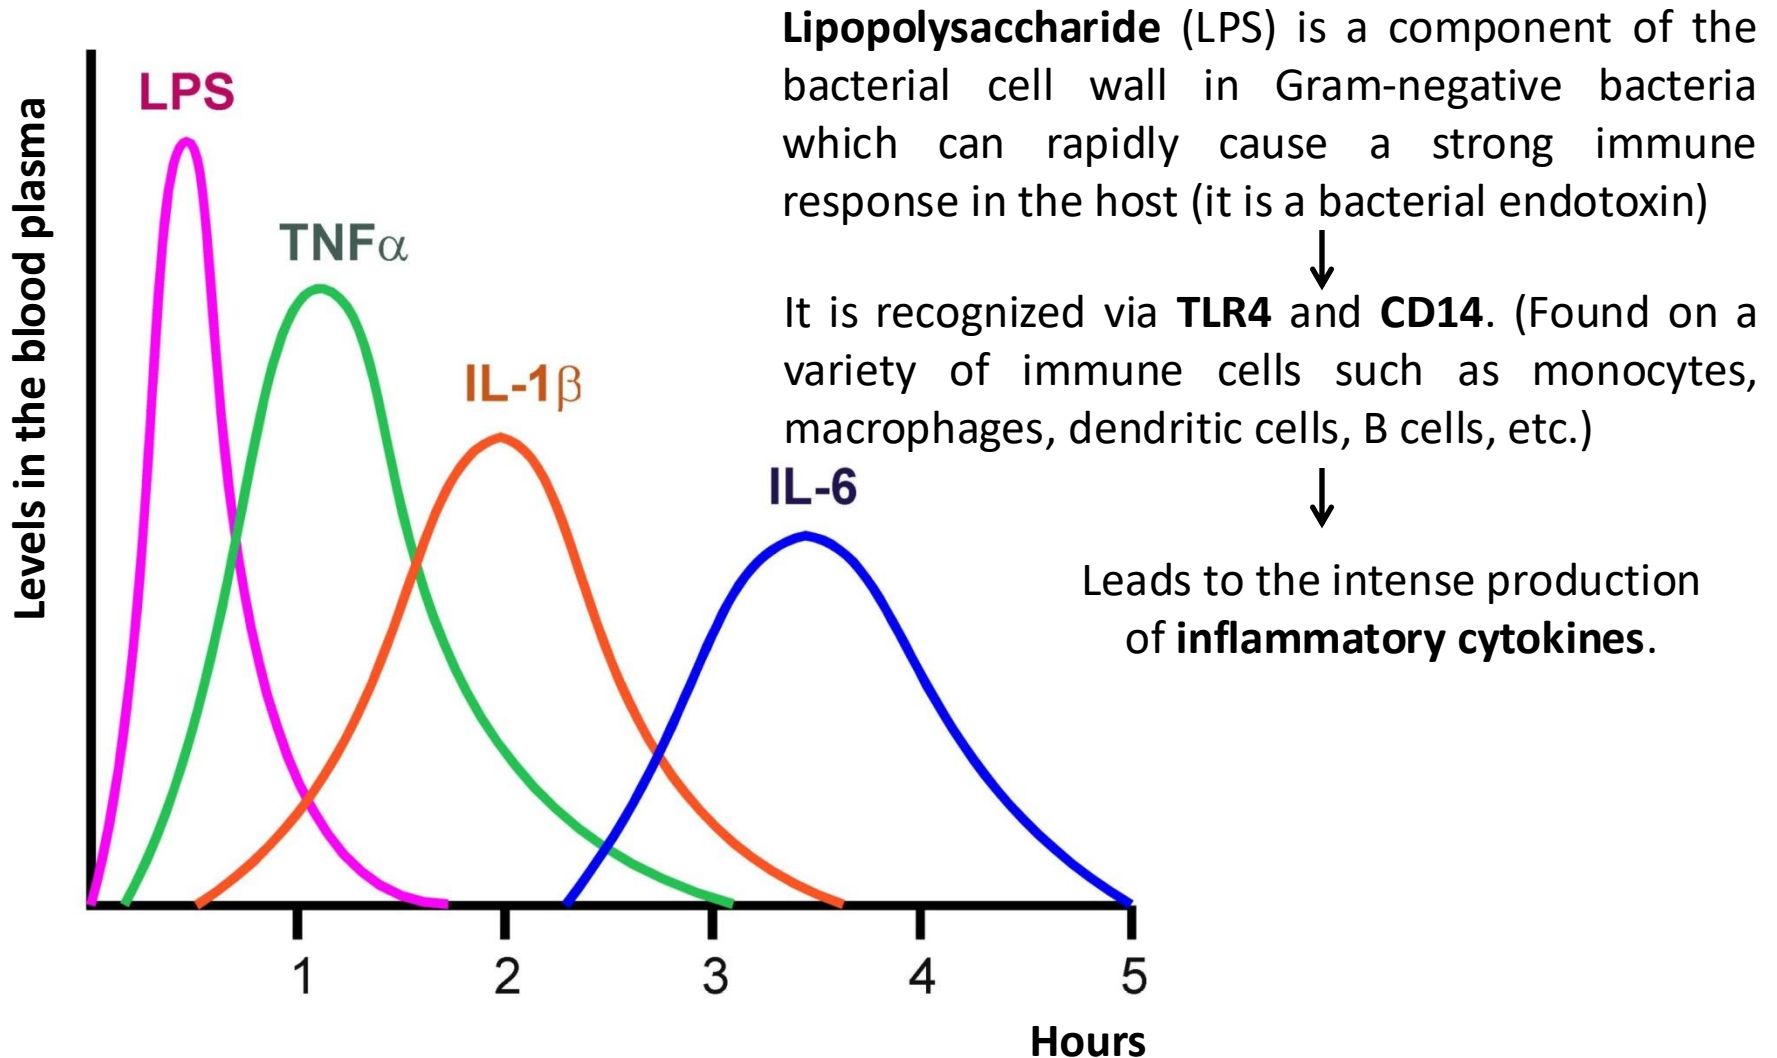 Lipopolysaccharide (LPS) is a component of the
bacterial cell wall in Gram-negative bacteria
which can rapidly cause a strong immune
response in the host (it is a bacterial endotoxin)
It is recognized via TLR4 and CD14. (Found on a
variety of immune cells such as monocytes,
macrophages, dendritic cells, B cells, etc.)
Leads to the intense production
of inflammatory cytokines.
Levels in the blood plasma
LPS
TNFα
IL-1β
IL-6
1 2 3 4 5
Hours